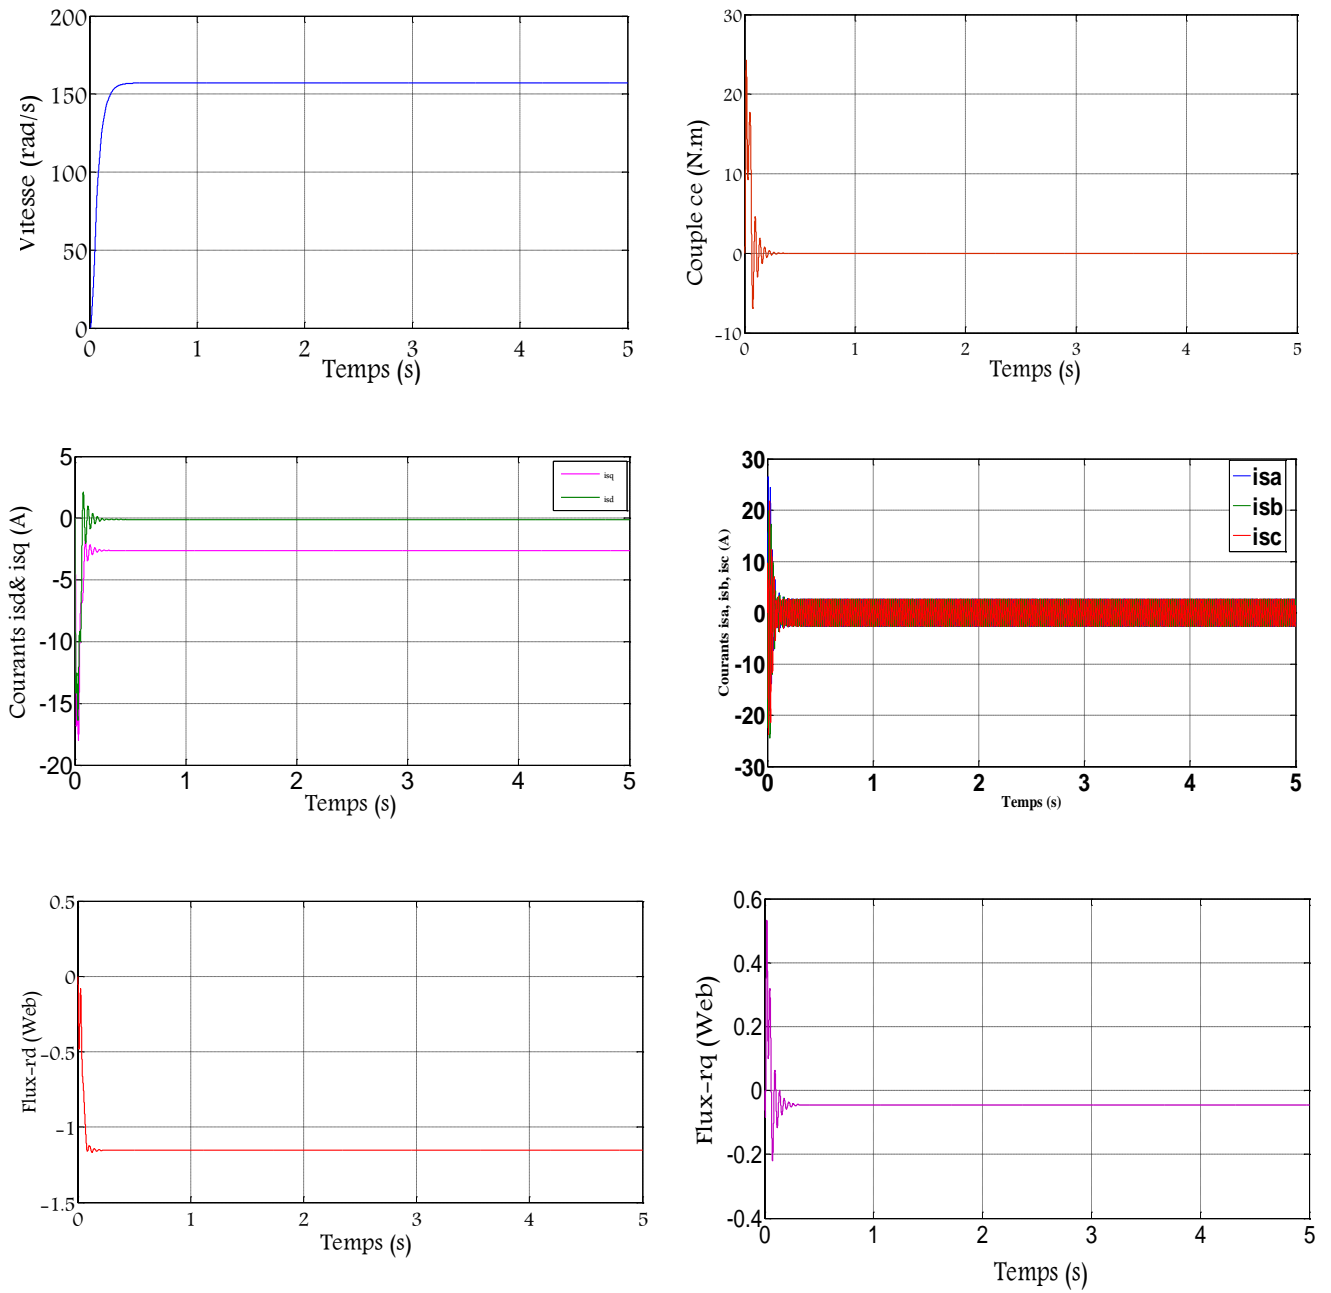 200
150
100
50
0
0 1 2 3 4 5
Vitesse (rad/s)
Temps (s)
30
20
10
0
-10
0 1 2 3 4 5
Couple ce (N.m)
Temps (s)
5
0
-5
-10
-15
-20
0 1 2 3 4 5
Courants isd& isq (A)
Temps (s)
isq
isd
30
20
10
0
-10
-20
-30
0 1 2 3 4 5
Courants isa, isb, isc (A)
Temps (s)
isa
isb
isc
0.5
0
-0.5
-1
-1.5
0 1 2 3 4 5
Flux-rd (Web)
Temps (s)
0.6
0.4
0.2
0
-0.2
-0.4
0 1 2 3 4 5
Flux-rq (Web)
Temps (s)